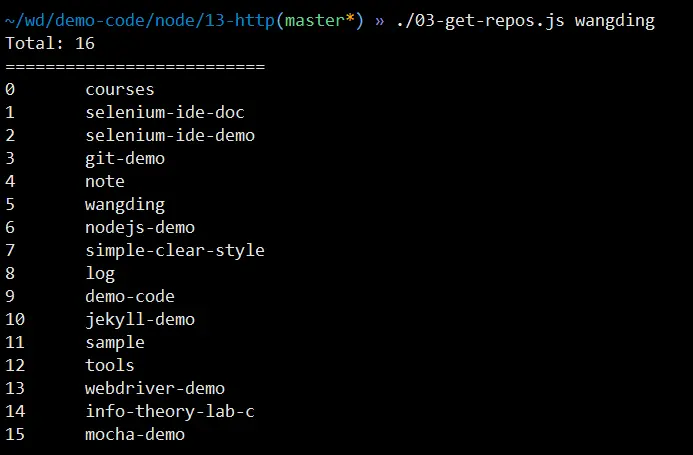 ~/wd/demo-code/node/13-http(master*) » ./03-get-repos.js wangding
Total: 16
==========================
0 courses
1 selenium-ide-doc
2 selenium-ide-demo
3 git-demo
4 note
5 wangding
6 nodejs-demo
7 simple-clear-style
8 log
9 demo-code
10 jekyll-demo
11 sample
12 tools
13 webdriver-demo
14 info-theory-lab-c
15 mocha-demo